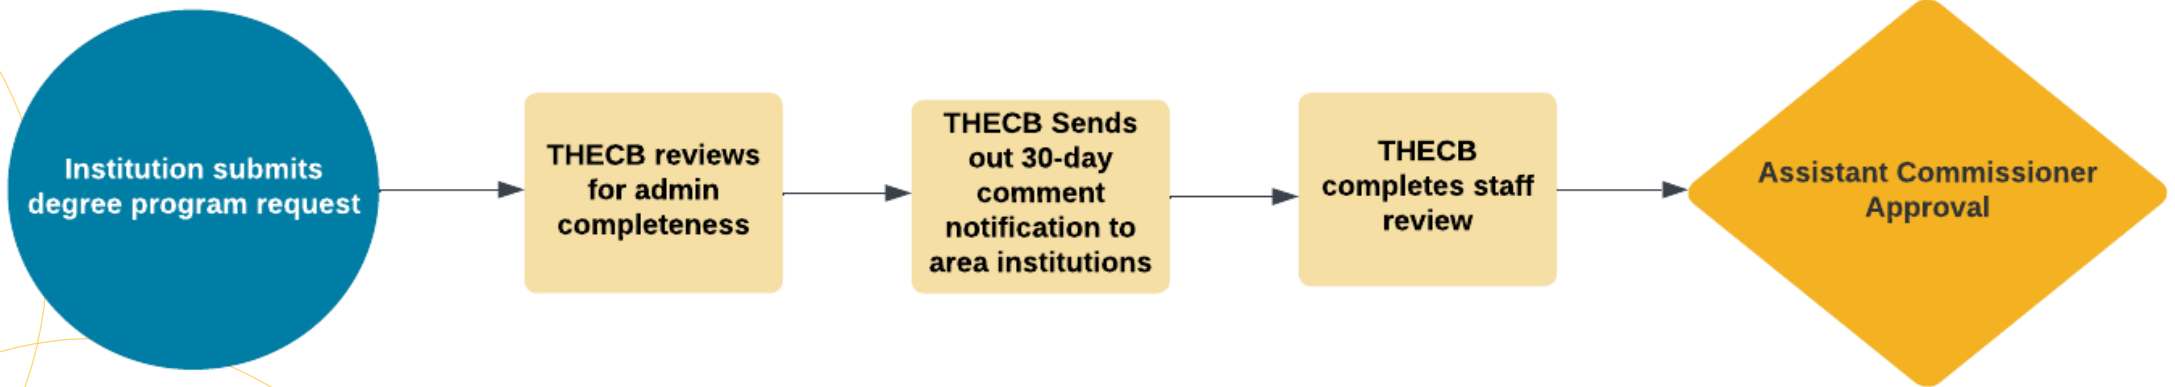 Institution submits
degree program request
THECB reviews
for admin
completeness
THECB Sends
out 30-day
comment
notification to
area institutions
THECB
completes staff
review
Assistant Commissioner
Approval